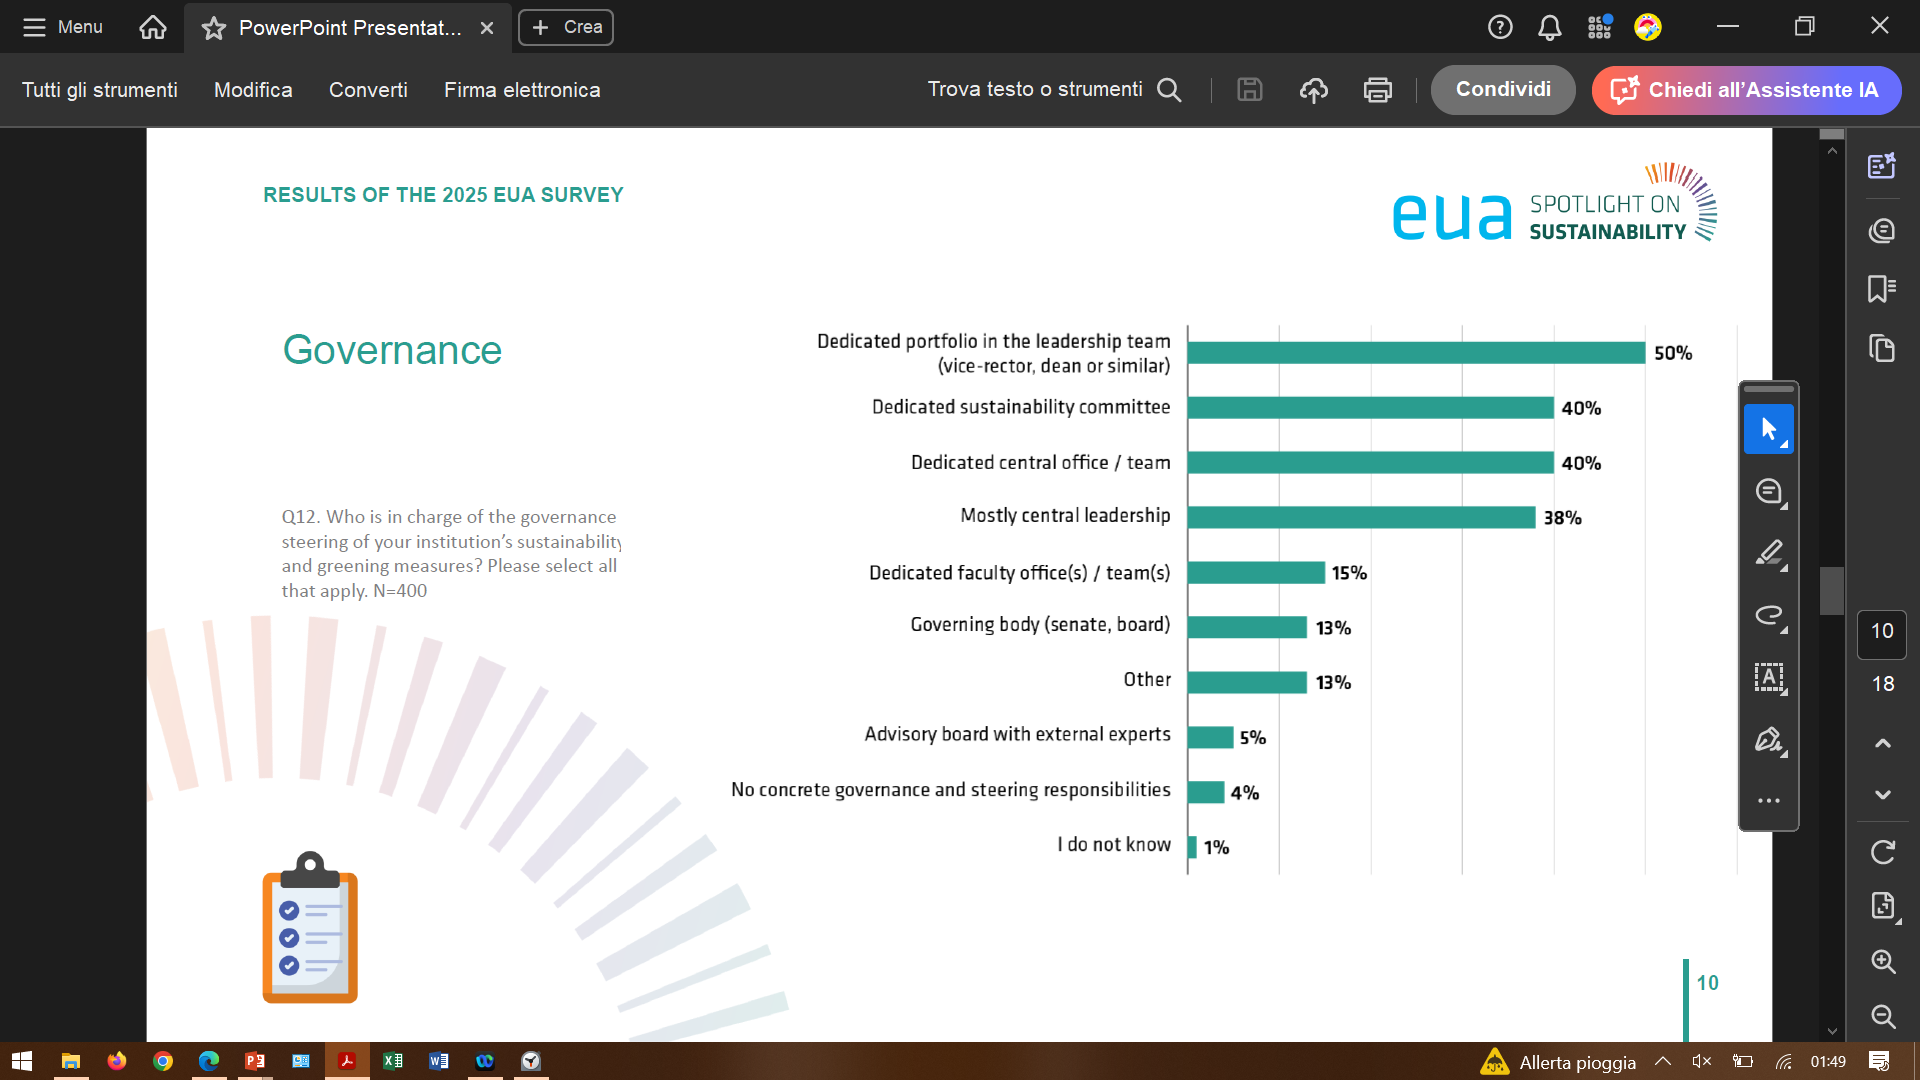 Menu
PowerPoint Presentat...
Crea
Tutti gli strumenti
Modifica
Converti
Firma elettronica
Trova testo o strumenti
Condividi
Chiedi all'Assistente IA
RESULTS OF THE 2025 EUA SURVEY
eua
SPOTLIGHT ON
SUSTAINABILITY
Governance
Q12. Who is in charge of the governance
steering of your institution's sustainability
and greening measures? Please select all
that apply. N=400
Dedicated portfolio in the leadership team
(vice-rector, dean or similar)
50%
Dedicated sustainability committee
40%
Dedicated central office / team
40%
Mostly central leadership
38%
Dedicated faculty office(s) / team(s)
15%
Governing body (senate, board)
13%
Other
13%
Advisory board with external experts
5%
No concrete governance and steering responsibilities
4%
I do not know
1%
10
10
18
Allerta pioggia
01:49